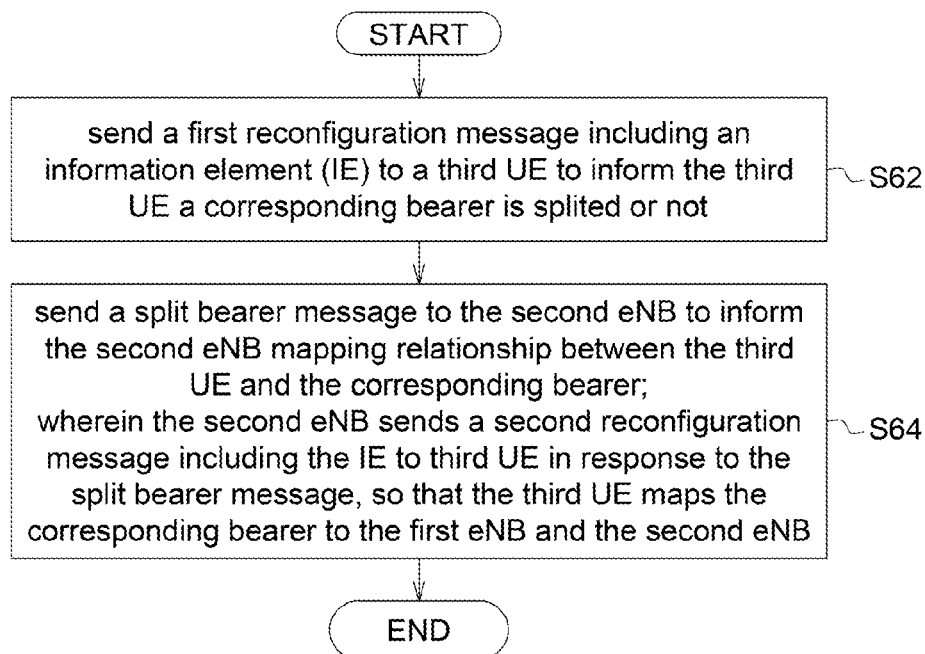 START
send a first reconfiguration message including an
information element (IE) to a third UE to inform the third
UE a corresponding bearer is splited or not
S62
send a split bearer message to the second eNB to inform
the second eNB mapping relationship between the third
UE and the corresponding bearer;
wherein the second eNB sends a second reconfiguration
message including the IE to third UE in response to the
split bearer message, so that the third UE maps the
corresponding bearer to the first eNB and the second eNB
S64
END